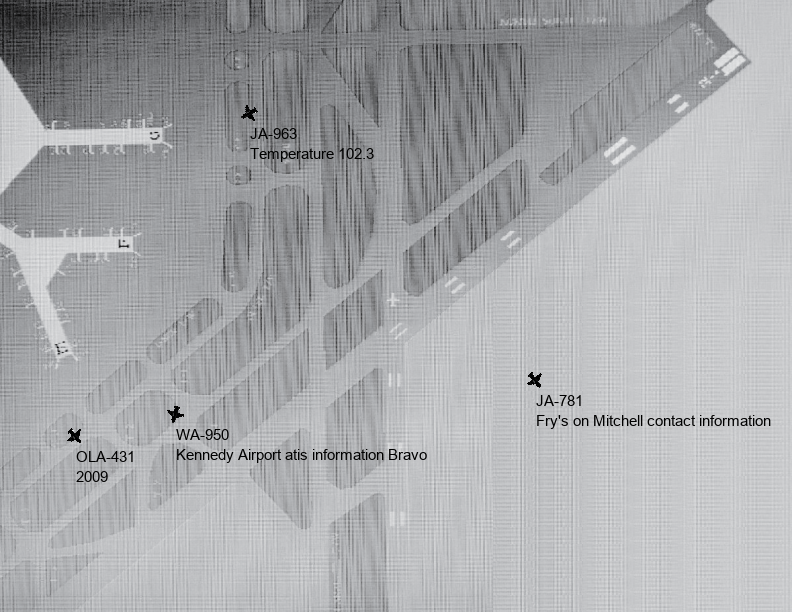 JA-963
Temperature 102.3
JA-781
Fry's on Mitchell contact information
WA-950
Kennedy Airport atis information Bravo
OLA-431
2009